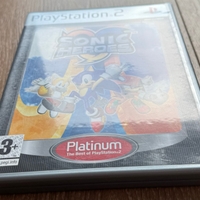 PlayStation 2
SONIC
HEROES
3+
Platinum
The Best of PlayStation 2